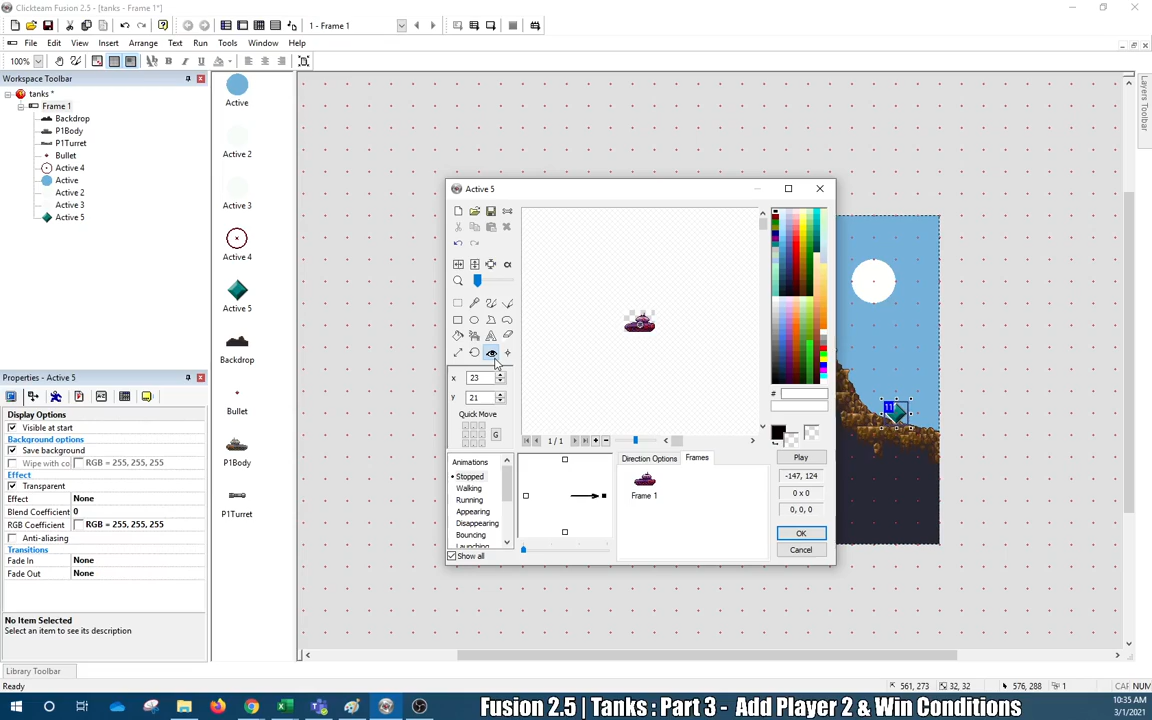 Clickteam Fusion 2.5 - [tanks - Frame 1*]
1 - Frame 1
File Edit View Insert Arrange Text Run Tools Window Help
100%
B I U
Workspace Toolbar
tanks *
Frame 1
Backdrop
P1Body
P1Turret
Bullet
Active 4
Active
Active 2
Active 3
Active 5
Active
Active 2
Active 3
Active 4
Active 5
Backdrop
Bullet
P1Body
P1Turret
Layers Toolbar
11
Active 5
x 23
y 21
Quick Move
G
1 / 1
#
Animations
Stopped
Walking
Running
Appearing
Disappearing
Bouncing
Show all
Direction Options Frames
Frame 1
Play
-147, 124
0 x 0
0, 0, 0
OK
Cancel
Properties - Active 5
Display Options
Visible at start
Background options
Save background
Wipe with co RGB = 255, 255, 255
Effect
Transparent
Effect None
Blend Coefficient 0
RGB Coefficient RGB = 255, 255, 255
Anti-aliasing
Transitions
Fade In None
Fade Out None
No Item Selected
Select an item to see its description
Library Toolbar
Ready
561, 273 32, 32 576, 288 1 CAP NUM
10:35 AM
3/1/2021
Fusion 2.5 | Tanks : Part 3 - Add Player 2 & Win Conditions